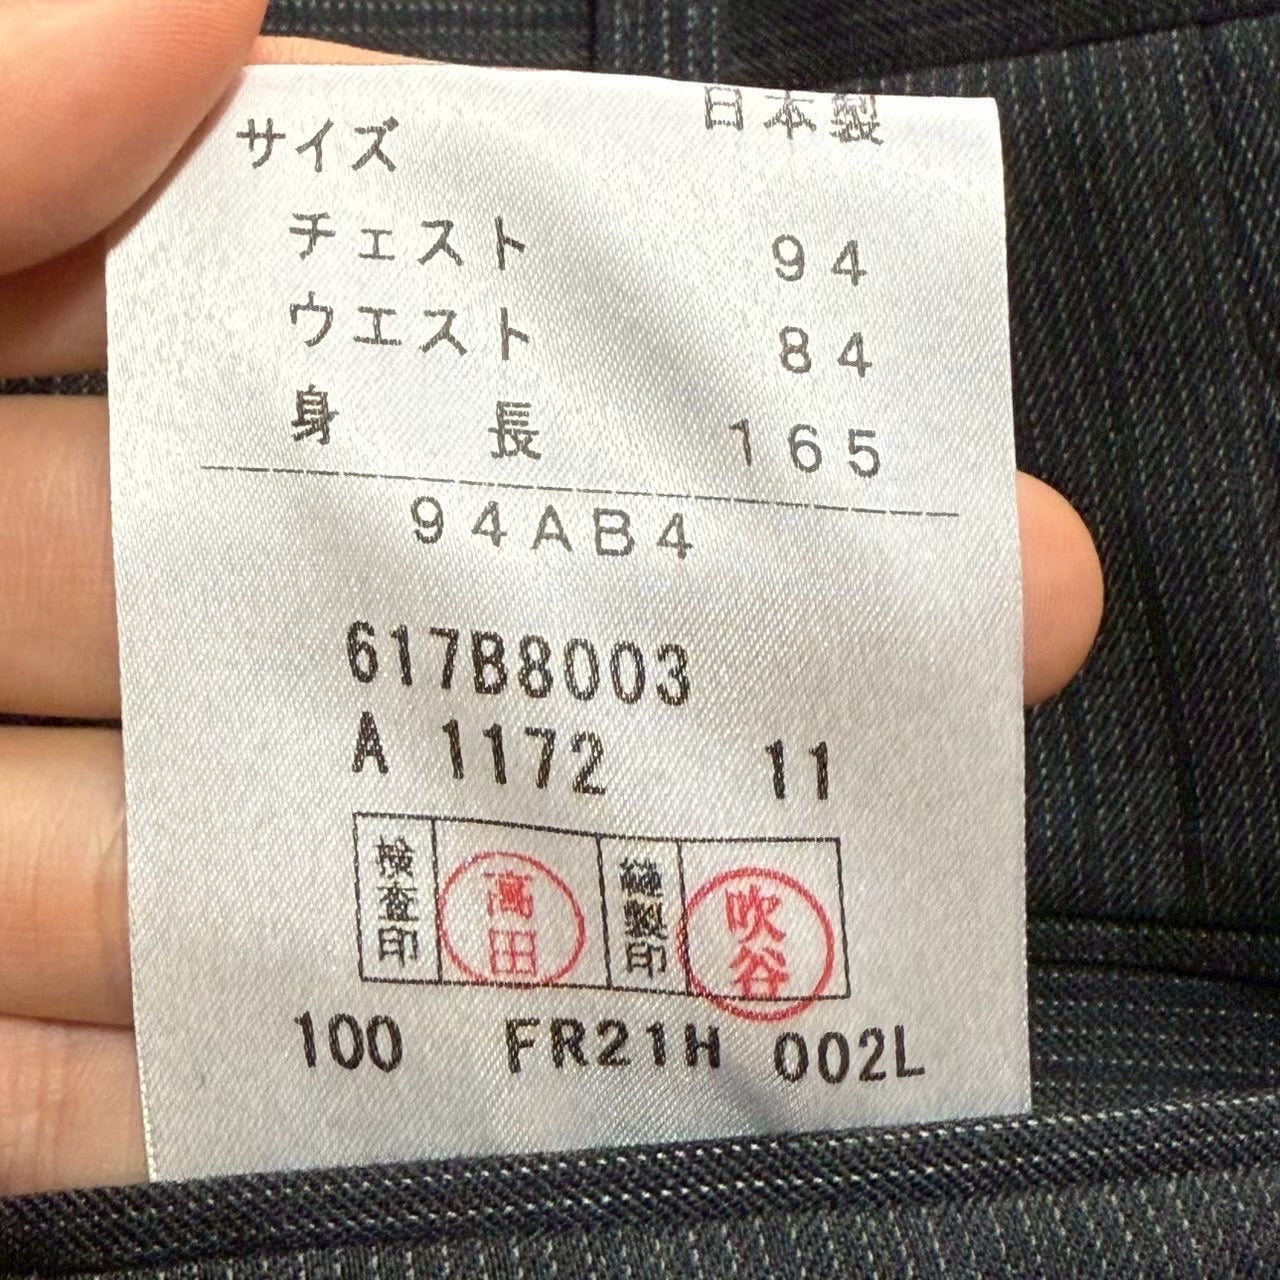 日本製
サイズ
チェスト 94
ウエスト 84
身長 165
94AB4
617B8003
A 1172 11
検査印 高田 縫製印 吹谷
100 FR21H 002L